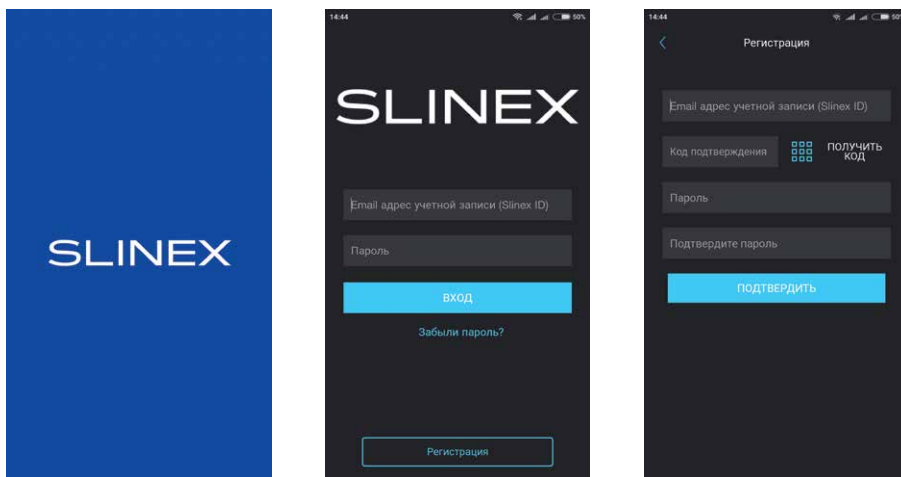 SLINEX
14:44
50%
SLINEX
Email адрес учетной записи (Slinex ID)
Пароль
ВХОД
Забыли пароль?
Регистрация
14:44
50%
Регистрация
Email адрес учетной записи (Slinex ID)
Код подтверждения
ПОЛУЧИТЬ
КОД
Пароль
Подтвердите пароль
ПОДТВЕРДИТЬ